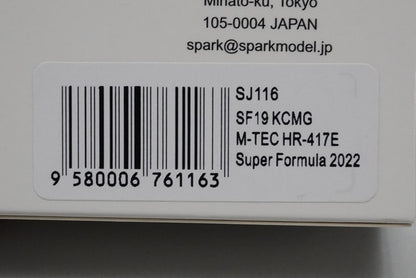 Minato-ku, Tokyo
105-0004 JAPAN
spark@sparkmodel.jp
SJ116
SF19 KCMG
M-TEC HR-417E
Super Formula 2022
9 580006 761163